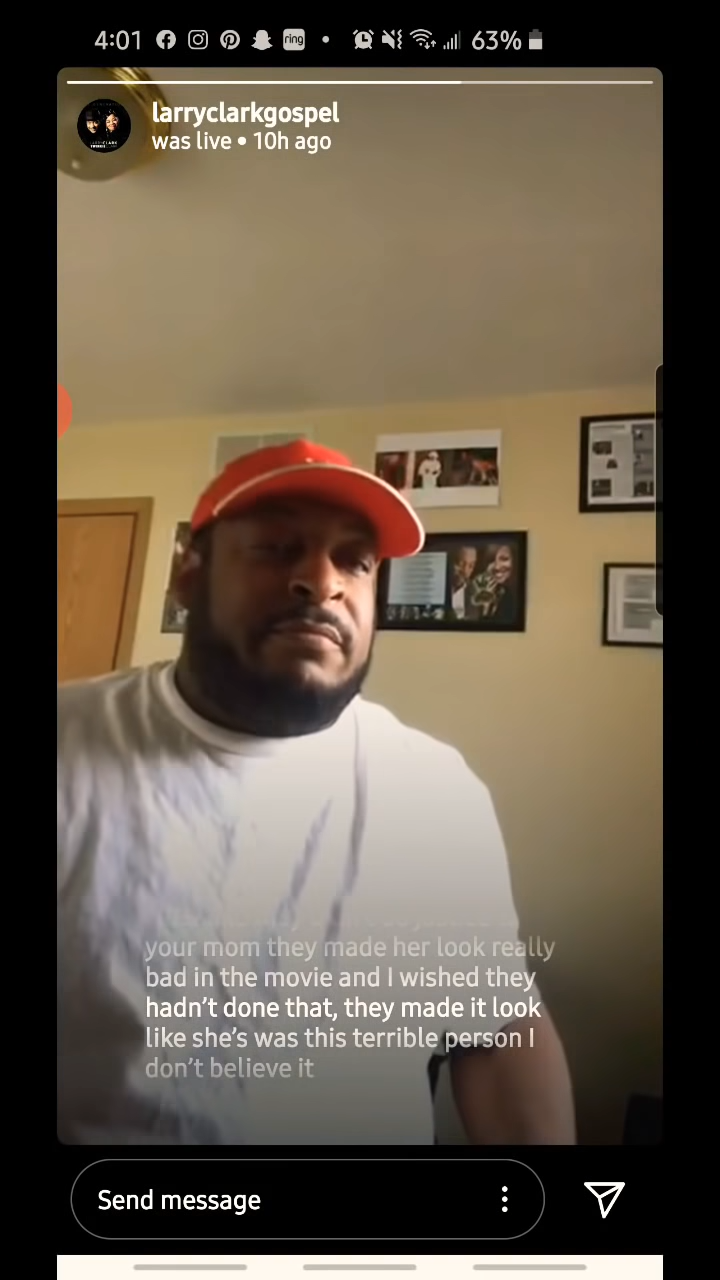 4:01 ring • 63%
larryclarkgospel
was live • 10h ago
your mom they made her look really
bad in the movie and I wished they
hadn't done that, they made it look
like she's was this terrible person I
don't believe it
Send message